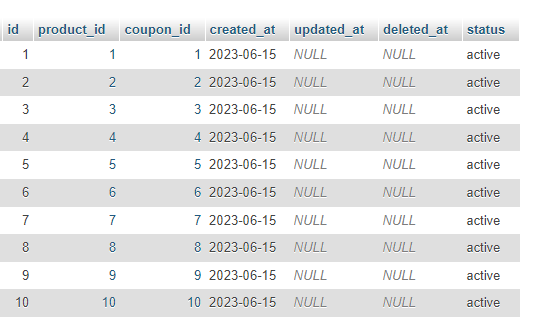 id product_id coupon_id created_at updated_at deleted_at status
1 1 1 2023-06-15 NULL NULL active
2 2 2 2023-06-15 NULL NULL active
3 3 3 2023-06-15 NULL NULL active
4 4 4 2023-06-15 NULL NULL active
5 5 5 2023-06-15 NULL NULL active
6 6 6 2023-06-15 NULL NULL active
7 7 7 2023-06-15 NULL NULL active
8 8 8 2023-06-15 NULL NULL active
9 9 9 2023-06-15 NULL NULL active
10 10 10 2023-06-15 NULL NULL active